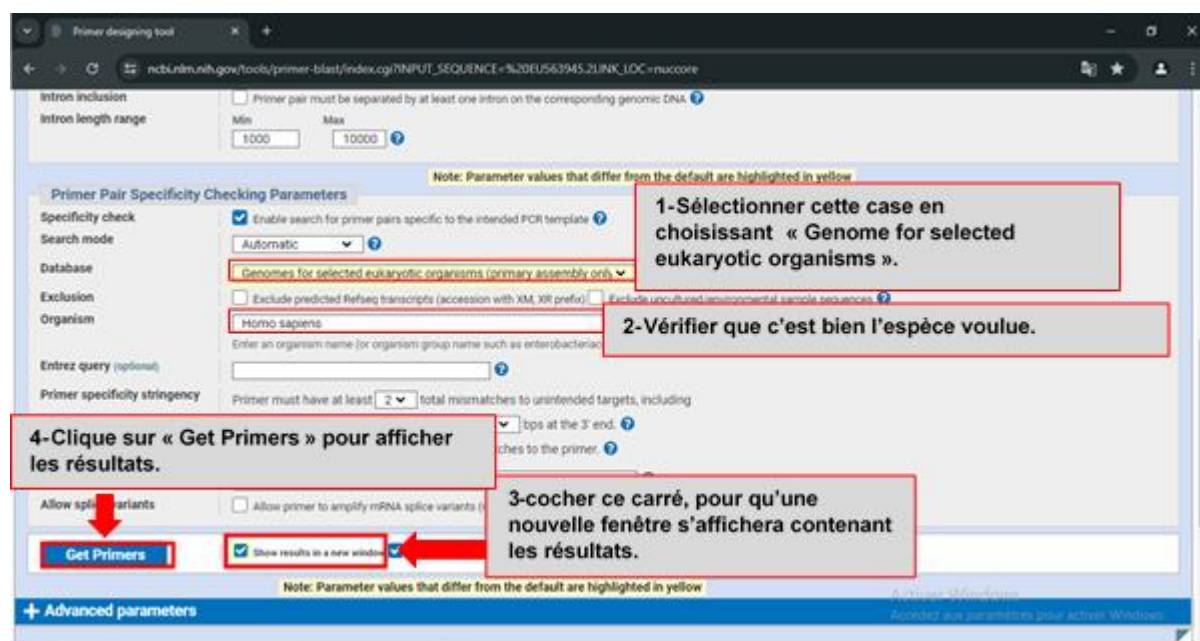 Primer designing tool
ncbi.nlm.nih.gov/tools/primer-blast/index.cgi?INPUT_SEQUENCE=%20EU563945.2LINK_LOC=nuccore
Intron inclusion
Primer pair must be separated by at least one intron on the corresponding genomic DNA
Intron length range
Min Max
1000 10000
Note: Parameter values that differ from the default are highlighted in yellow
Primer Pair Specificity Checking Parameters
1-Sélectionner cette case en
choisissant « Genome for selected
eukaryotic organisms ».
Specificity check
Enable search for primer pairs specific to the intended PCR template
Search mode
Automatic
Database
Genomes for selected eukaryotic organisms (primary assembly only
Exclusion
Exclude predicted Refseq transcripts (accession with XM, XR prefix) Exclude uncultured/environmental sample sequences
Organism
Homo sapiens
2-Vérifier que c'est bien l'espèce voulue.
Enter an organism name (or organism group name such as enterobacteriac
Entrez query (optional)
Primer specificity stringency
Primer must have at least 2 total mismatches to unintended targets, including
bps at the 3' end.
ches to the primer.
4-Clique sur « Get Primers » pour afficher
les résultats.
Allow splice variants
Allow primer to amplify mRNA splice variants
3-cocher ce carré, pour qu'une
nouvelle fenêtre s'affichera contenant
les résultats.
Get Primers
Show results in a new window
Note: Parameter values that differ from the default are highlighted in yellow
+ Advanced parameters
Activer Windows
Accédez aux paramètres pour activer Windows.